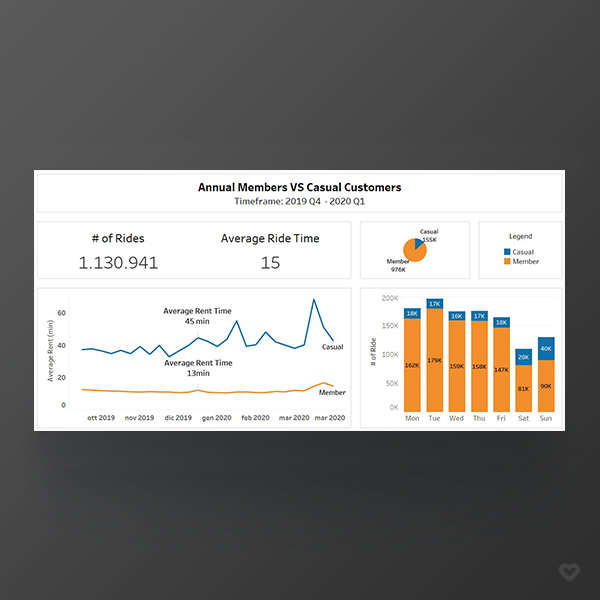 Annual Members VS Casual Customers
Timeframe: 2019 Q4 - 2020 Q1
# of Rides
1.130.941
Average Ride Time
15
Casual
155K
Member
976K
Legend
Casual
Member
Average Rent (min)
60
40
20
0
Average Rent Time
45 min
Average Rent Time
13min
Casual
Member
ott 2019 nov 2019 dic 2019 gen 2020 feb 2020 mar 2020 mar 2020
# of Ride
200K
150K
100K
50K
0K
18K 17K 16K 17K 18K 28K 40K
162K 179K 159K 158K 147K 81K 90K
Mon Tue Wed Thu Fri Sat Sun